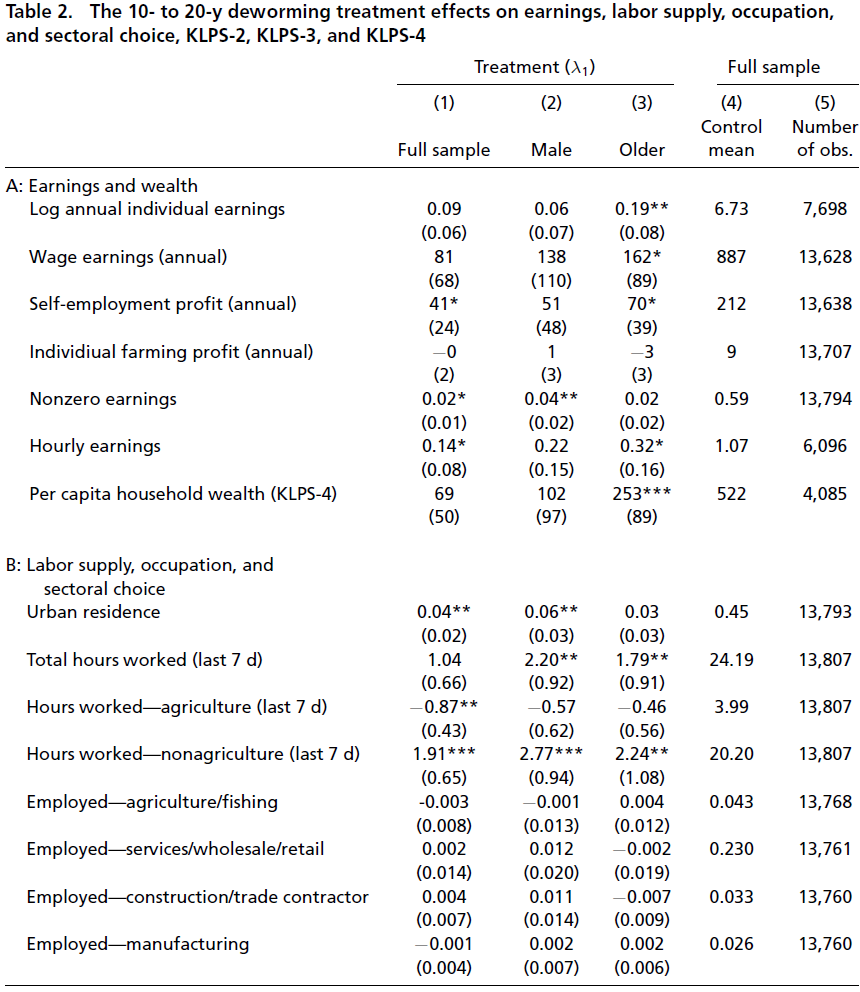 Table 2. The 10- to 20-y deworming treatment effects on earnings, labor supply, occupation,
and sectoral choice, KLPS-2, KLPS-3, and KLPS-4
Treatment (λ₁) Full sample
(1) (2) (3) (4) (5)
Control Number
Full sample Male Older mean of obs.
A: Earnings and wealth
Log annual individual earnings 0.09 0.06 0.19** 6.73 7,698
(0.06) (0.07) (0.08)
Wage earnings (annual) 81 138 162* 887 13,628
(68) (110) (89)
Self-employment profit (annual) 41* 51 70* 212 13,638
(24) (48) (39)
Individiual farming profit (annual) −0 1 −3 9 13,707
(2) (3) (3)
Nonzero earnings 0.02* 0.04** 0.02 0.59 13,794
(0.01) (0.02) (0.02)
Hourly earnings 0.14* 0.22 0.32* 1.07 6,096
(0.08) (0.15) (0.16)
Per capita household wealth (KLPS-4) 69 102 253*** 522 4,085
(50) (97) (89)
B: Labor supply, occupation, and
sectoral choice
Urban residence 0.04** 0.06** 0.03 0.45 13,793
(0.02) (0.03) (0.03)
Total hours worked (last 7 d) 1.04 2.20** 1.79** 24.19 13,807
(0.66) (0.92) (0.91)
Hours worked—agriculture (last 7 d) −0.87** −0.57 −0.46 3.99 13,807
(0.43) (0.62) (0.56)
Hours worked—nonagriculture (last 7 d) 1.91*** 2.77*** 2.24** 20.20 13,807
(0.65) (0.94) (1.08)
Employed—agriculture/fishing -0.003 −0.001 0.004 0.043 13,768
(0.008) (0.013) (0.012)
Employed—services/wholesale/retail 0.002 0.012 −0.002 0.230 13,761
(0.014) (0.020) (0.019)
Employed—construction/trade contractor 0.004 0.011 −0.007 0.033 13,760
(0.007) (0.014) (0.009)
Employed—manufacturing −0.001 0.002 0.002 0.026 13,760
(0.004) (0.007) (0.006)